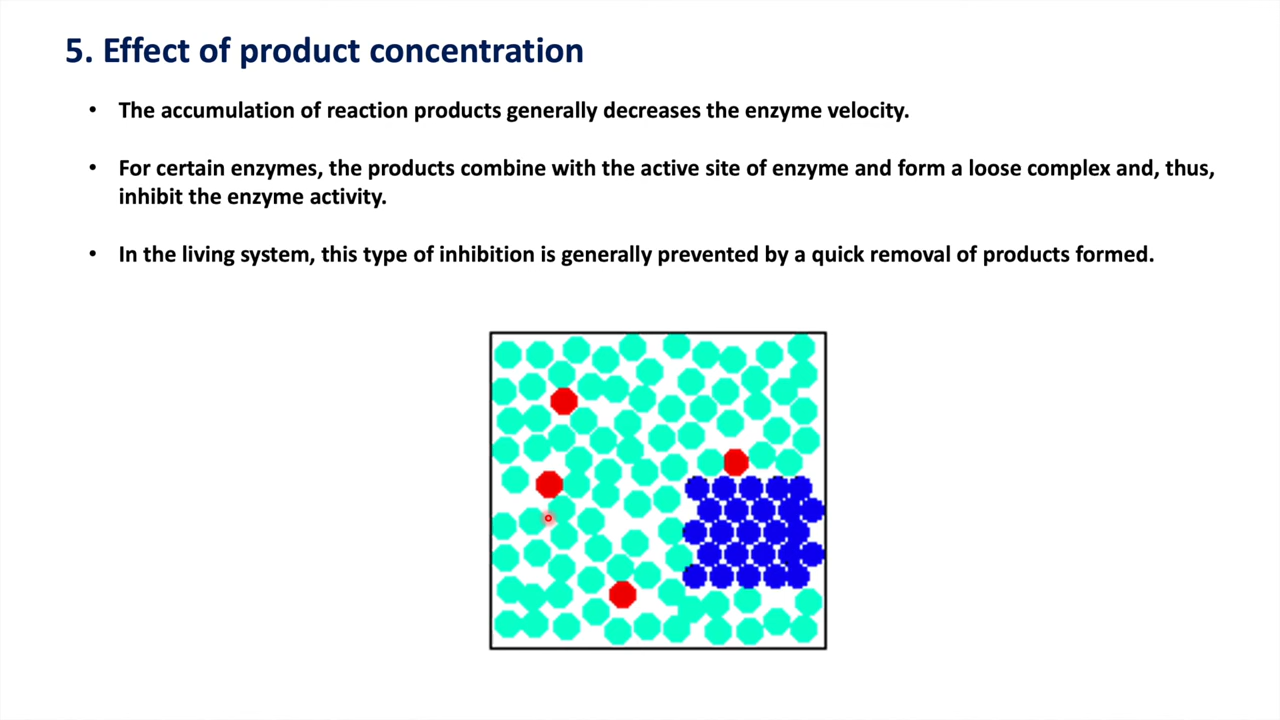 5. Effect of product concentration
• The accumulation of reaction products generally decreases the enzyme velocity.
• For certain enzymes, the products combine with the active site of enzyme and form a loose complex and, thus,
inhibit the enzyme activity.
• In the living system, this type of inhibition is generally prevented by a quick removal of products formed.